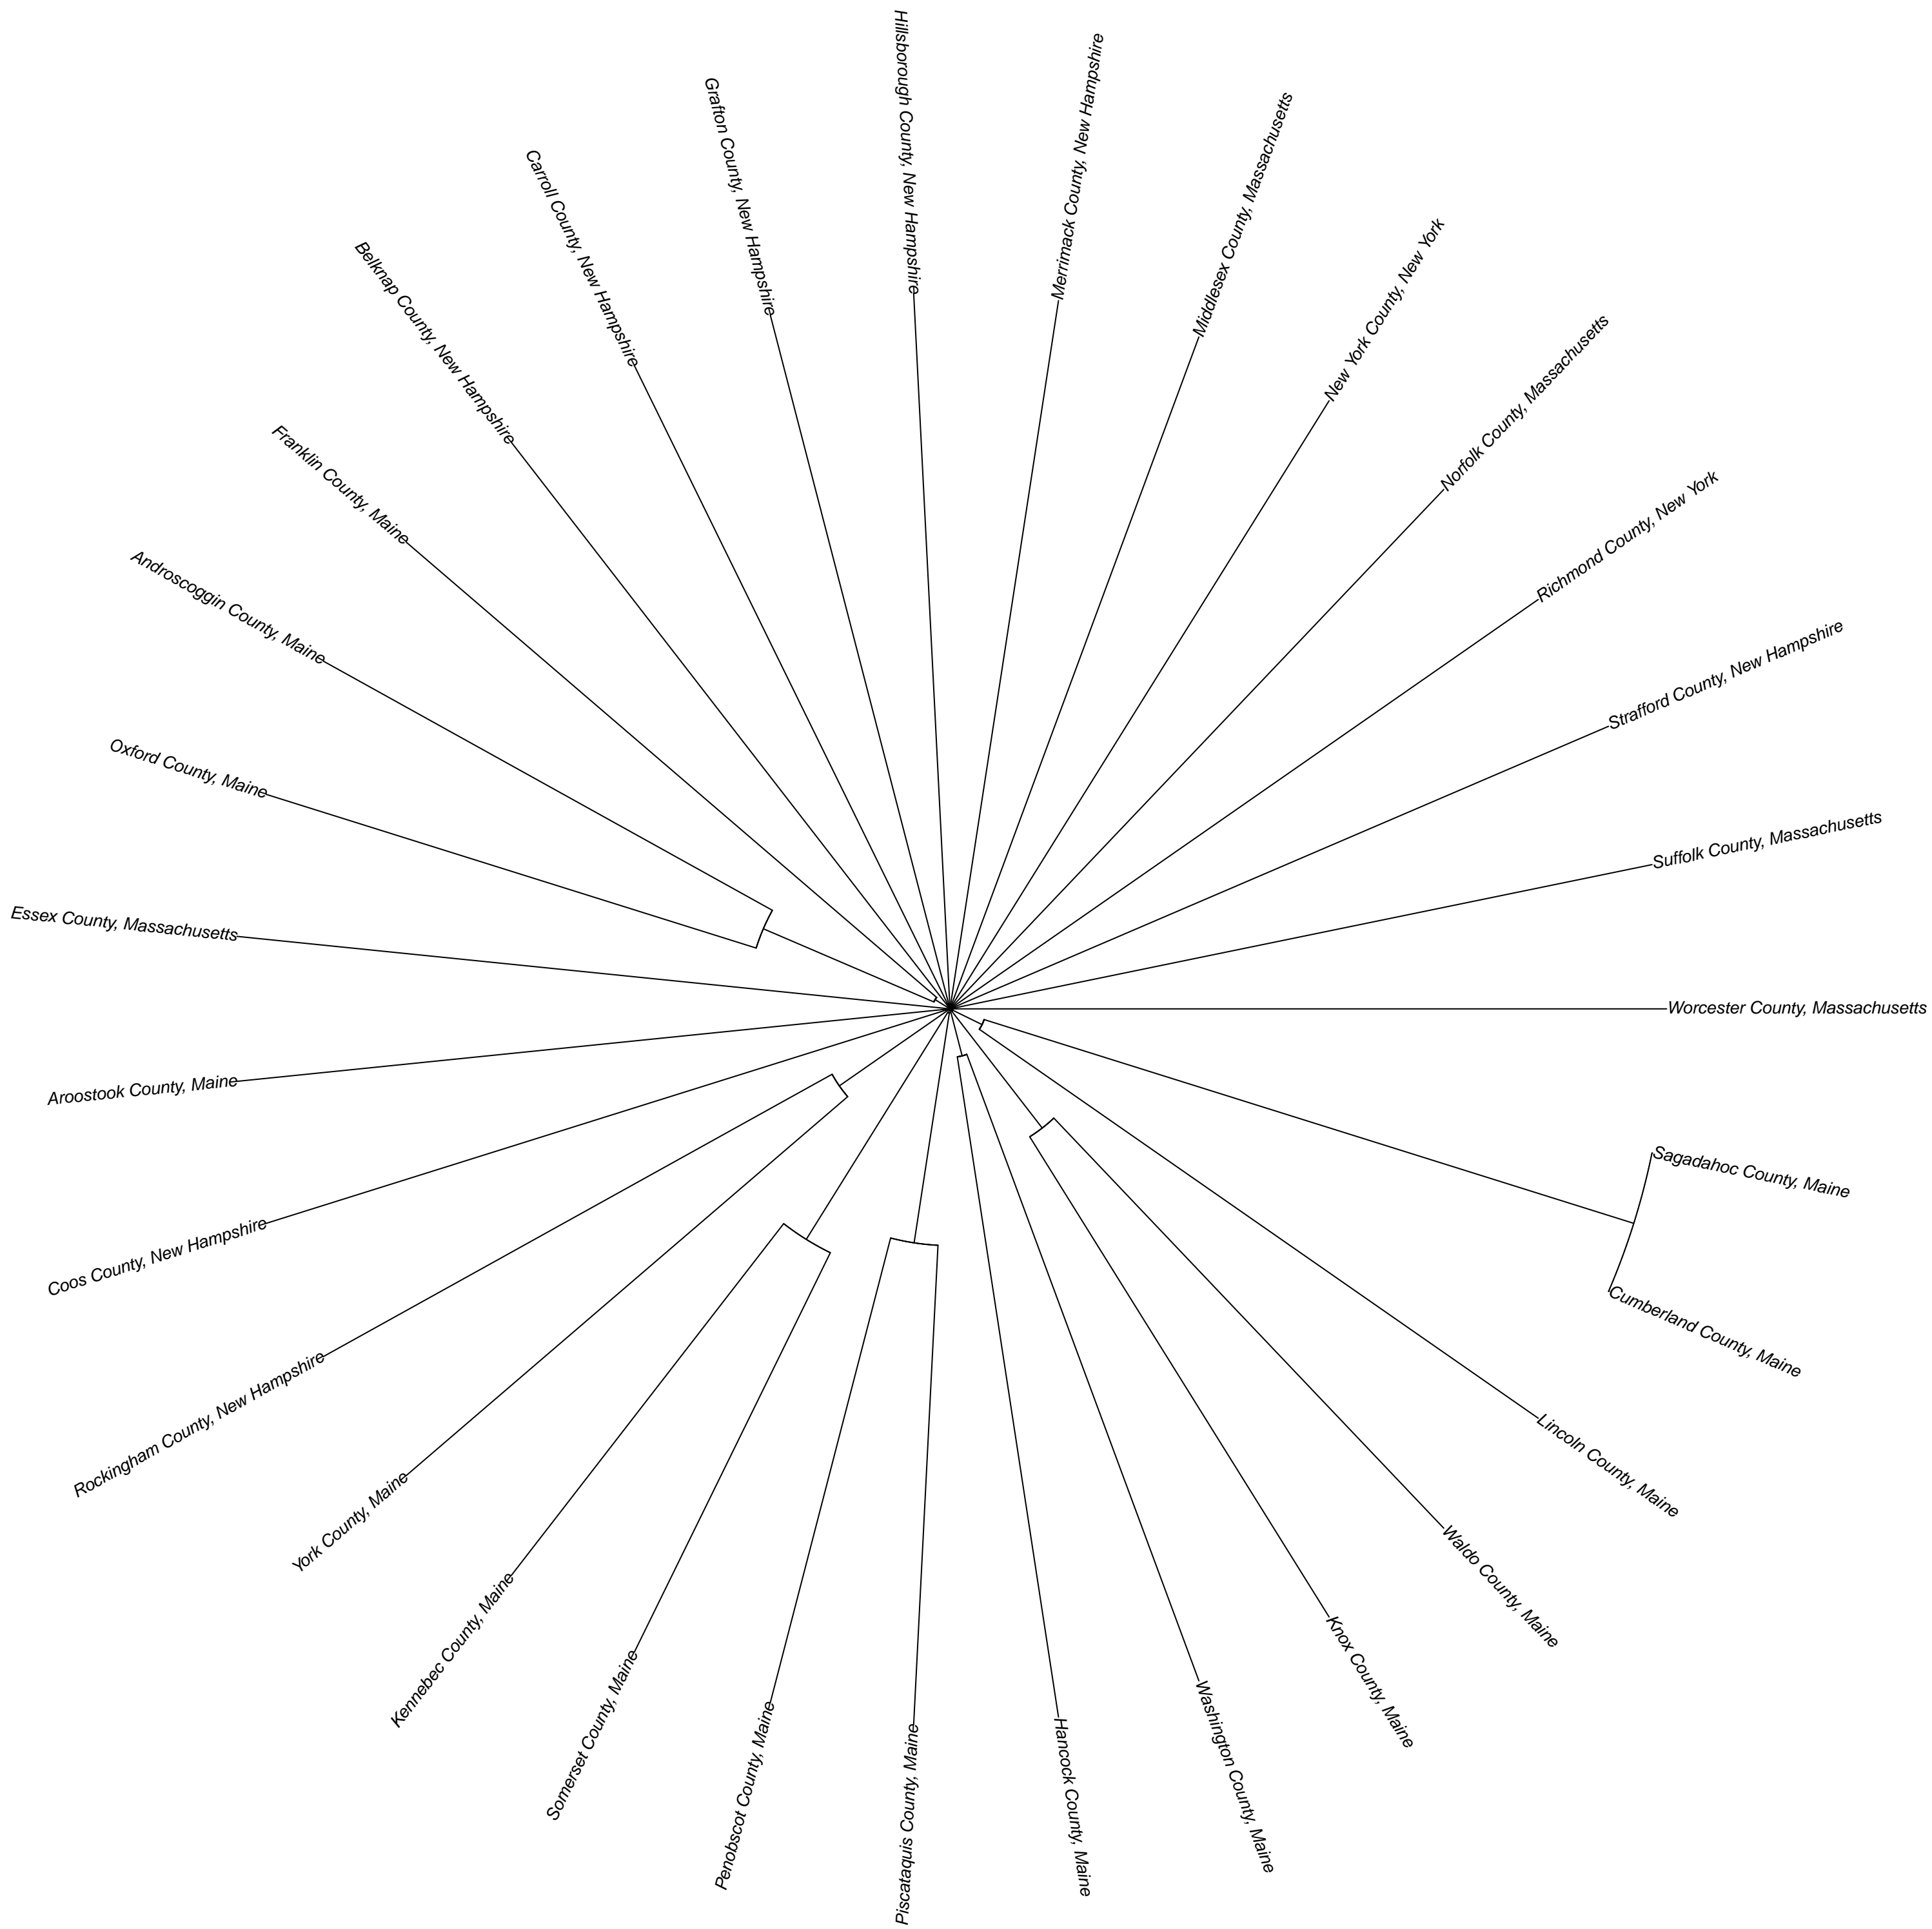 Hillsborough County, New Hampshire
Merrimack County, New Hampshire
Middlesex County, Massachusetts
New York County, New York
Norfolk County, Massachusetts
Richmond County, New York
Strafford County, New Hampshire
Suffolk County, Massachusetts
Worcester County, Massachusetts
Sagadahoc County, Maine
Cumberland County, Maine
Lincoln County, Maine
Waldo County, Maine
Knox County, Maine
Washington County, Maine
Hancock County, Maine
Piscataquis County, Maine
Penobscot County, Maine
Somerset County, Maine
Kennebec County, Maine
York County, Maine
Rockingham County, New Hampshire
Coos County, New Hampshire
Aroostook County, Maine
Essex County, Massachusetts
Oxford County, Maine
Androscoggin County, Maine
Franklin County, Maine
Belknap County, New Hampshire
Carroll County, New Hampshire
Grafton County, New Hampshire